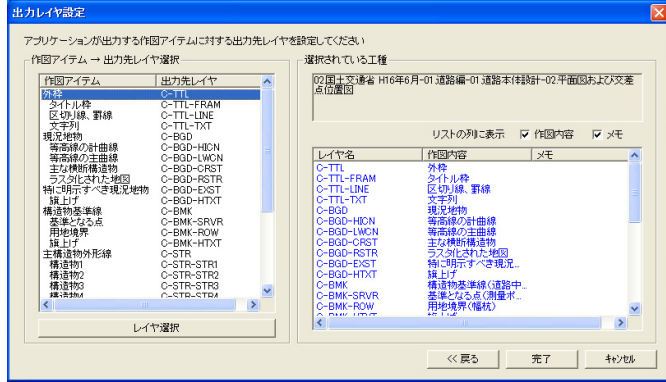 出力レイヤ設定
アプリケーションが出力する作図アイテムに対する出力先レイヤを設定してください
作図アイテム → 出力先レイヤ選択
作図アイテム 出力先レイヤ
外枠 C-TTL
タイトル枠 C-TTL-FRAM
区切り線、罫線 C-TTL-LINE
文字列 C-TTL-TXT
現況地物 C-BGD
等高線の計曲線 C-BGD-HICN
等高線の主曲線 C-BGD-LWCN
主な横断構造物 C-BGD-CRST
ラスタ化された地図 C-BGD-RSTR
特に明示すべき現況地物 C-BGD-EXST
旗上げ C-BGD-HTXT
構造物基準線 C-BMK
基準となる点 C-BMK-SRVR
用地境界 C-BMK-ROW
旗上げ C-BMK-HTXT
主構造物外形線 C-STR
構造物1 C-STR-STR1
構造物2 C-STR-STR2
構造物3 C-STR-STR3
構造物4 C-STR-STR4
レイヤ選択
選択されている工種
02国土交通省 H16年6月-01道路編-01道路本体設計-02平面図および交差
点位置図
リストの列に表示 作図内容 メモ
レイヤ名 作図内容 メモ
C-TTL 外枠
C-TTL-FRAM タイトル枠
C-TTL-LINE 区切り線、罫線
C-TTL-TXT 文字列
C-BGD 現況地物
C-BGD-HICN 等高線の計曲線
C-BGD-LWCN 等高線の主曲線
C-BGD-CRST 主な横断構造物
C-BGD-RSTR ラスタ化された地図
C-BGD-EXST 特に明示すべき現況...
C-BGD-HTXT 旗上げ
C-BMK 構造物基準線(道路中...
C-BMK-SRVR 基準となる点(測量ポ...
C-BMK-ROW 用地境界(幅杭)
C-BMK-HTXT 旗上げ
<< 戻る 完了 キャンセル